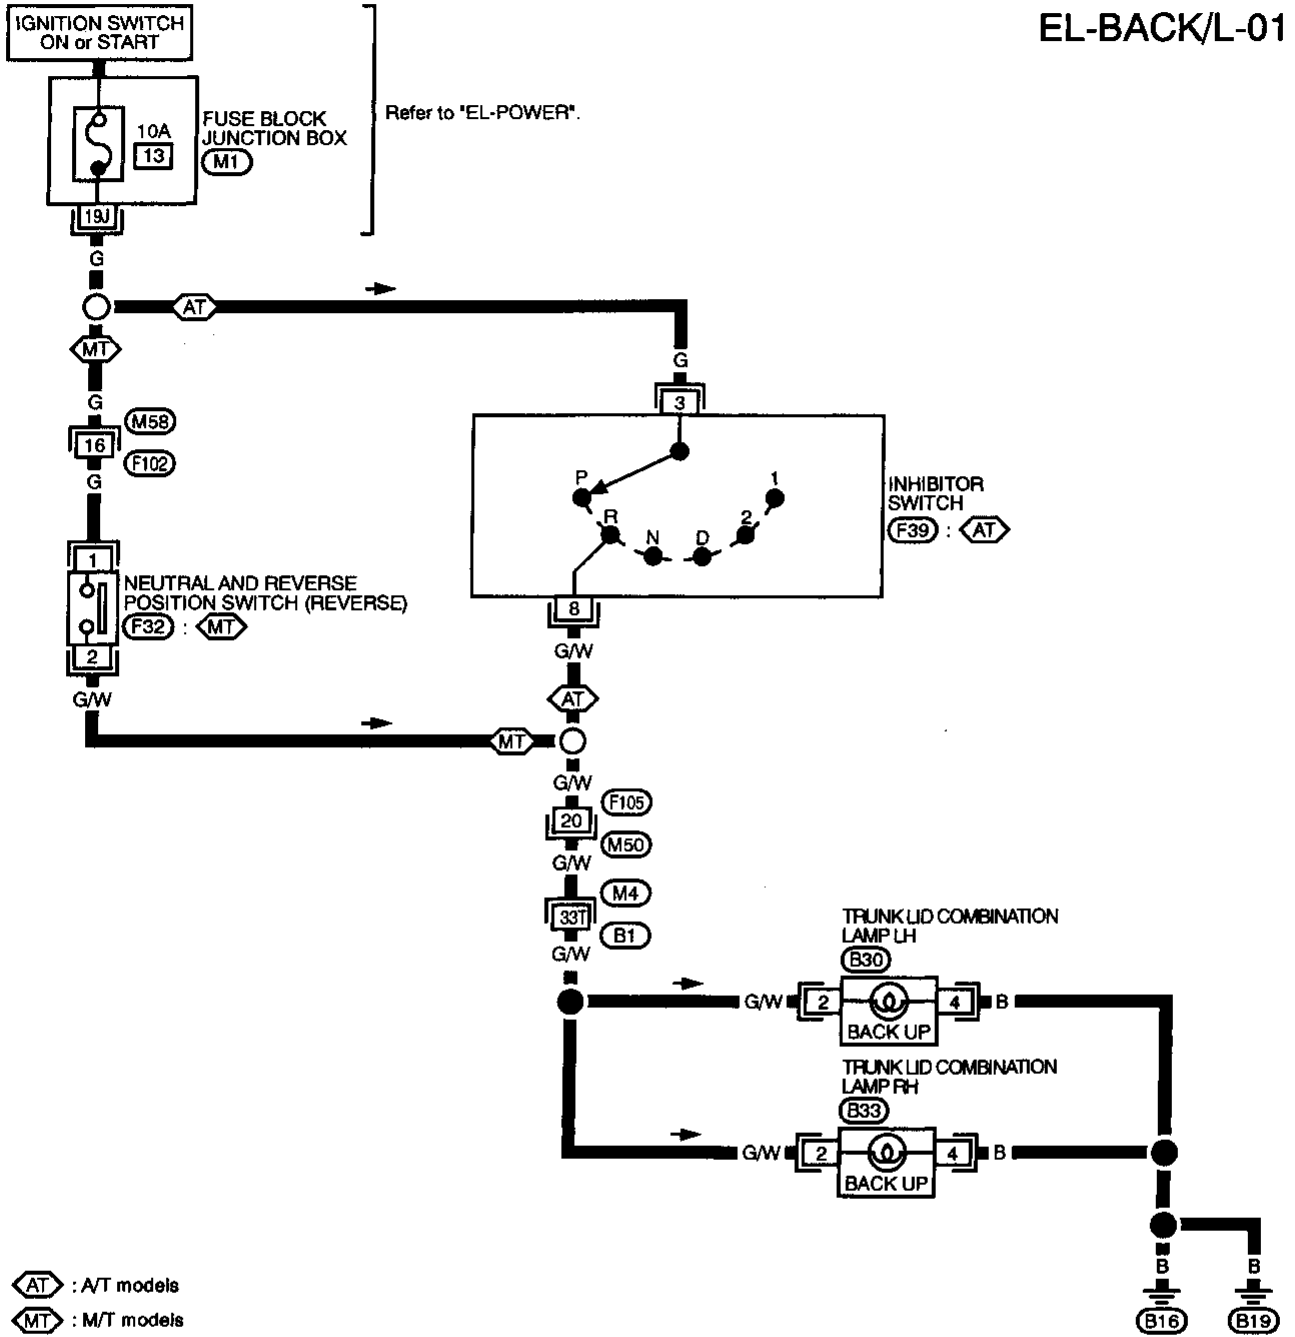 EL-BACK/L-01
IGNITION SWITCH
ON or START
Refer to "EL-POWER".
10A
13
FUSE BLOCK
JUNCTION BOX
M1
19J
G
AT
MT
G
G
M58
16
F102
G
3
P
R
N
D
2
1
INHIBITOR
SWITCH
F39 : AT
1
NEUTRAL AND REVERSE
POSITION SWITCH (REVERSE)
F32 : MT
2
G/W
8
G/W
AT
MT
G/W
F105
20
M50
G/W
M4
33T
B1
G/W
TRUNK LID COMBINATION
LAMP LH
B30
G/W 2 4 B
BACK UP
TRUNK LID COMBINATION
LAMP RH
B33
G/W 2 4 B
BACK UP
B B
B16 B19
AT : A/T models
MT : M/T models